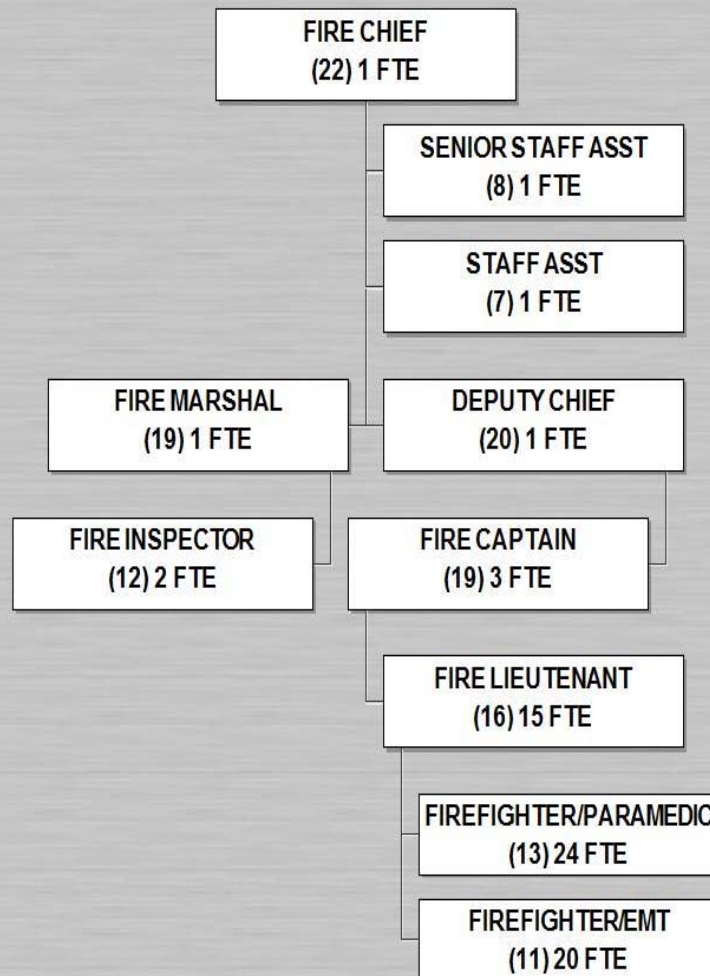 FIRE CHIEF
(22) 1 FTE
SENIOR STAFF ASST
(8) 1 FTE
STAFF ASST
(7) 1 FTE
FIRE MARSHAL
(19) 1 FTE
DEPUTY CHIEF
(20) 1 FTE
FIRE INSPECTOR
(12) 2 FTE
FIRE CAPTAIN
(19) 3 FTE
FIRE LIEUTENANT
(16) 15 FTE
FIREFIGHTER/PARAMEDIC
(13) 24 FTE
FIREFIGHTER/EMT
(11) 20 FTE